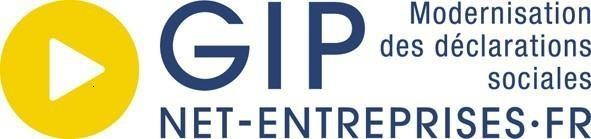 GIP
Modernisation
des déclarations
sociales
NET-ENTREPRISES·FR